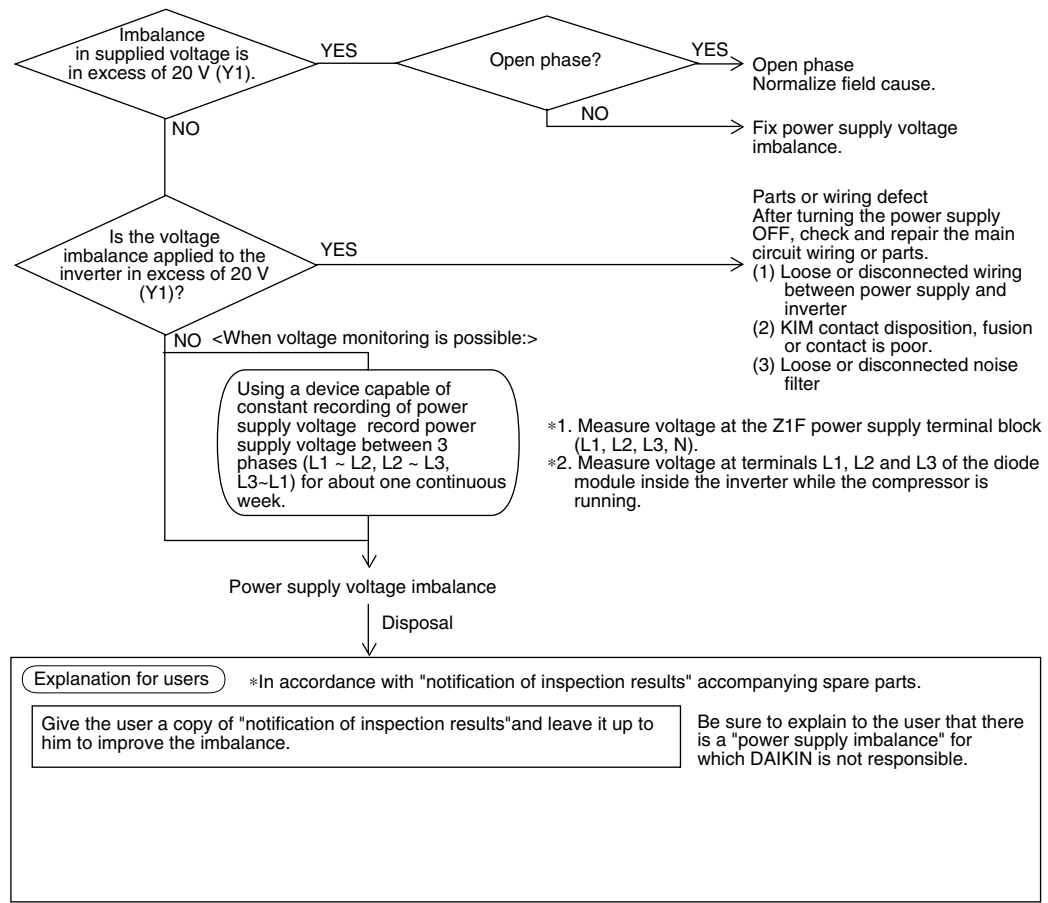 Imbalance
in supplied voltage is
in excess of 20 V (Y1).
YES
Open phase?
YES
Open phase
Normalize field cause.
NO
Fix power supply voltage
imbalance.
NO
Is the voltage
imbalance applied to the
inverter in excess of 20 V
(Y1)?
YES
Parts or wiring defect
After turning the power supply
OFF, check and repair the main
circuit wiring or parts.
(1) Loose or disconnected wiring
between power supply and
inverter
(2) KIM contact disposition, fusion
or contact is poor.
(3) Loose or disconnected noise
filter
NO <When voltage monitoring is possible:>
Using a device capable of
constant recording of power
supply voltage record power
supply voltage between 3
phases (L1 ~ L2, L2 ~ L3,
L3~L1) for about one continuous
week.
*1. Measure voltage at the Z1F power supply terminal block
(L1, L2, L3, N).
*2. Measure voltage at terminals L1, L2 and L3 of the diode
module inside the inverter while the compressor is
running.
Power supply voltage imbalance
Disposal
Explanation for users
*In accordance with "notification of inspection results" accompanying spare parts.
Give the user a copy of "notification of inspection results"and leave it up to
him to improve the imbalance.
Be sure to explain to the user that there
is a "power supply imbalance" for
which DAIKIN is not responsible.